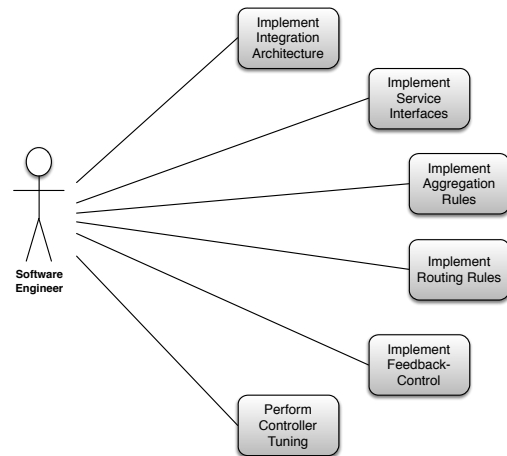 Implement
Integration
Architecture
Implement
Service
Interfaces
Implement
Aggregation
Rules
Implement
Routing Rules
Software
Engineer
Implement
Feedback-
Control
Perform
Controller
Tuning